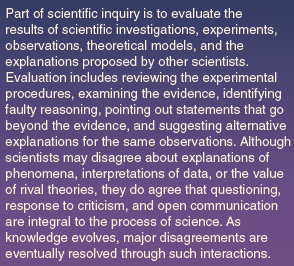 Part of scientific inquiry is to evaluate the
results of scientific investigations, experiments,
observations, theoretical models, and the
explanations proposed by other scientists.
Evaluation includes reviewing the experimental
procedures, examining the evidence, identifying
faulty reasoning, pointing out statements that go
beyond the evidence, and suggesting alternative
explanations for the same observations. Although
scientists may disagree about explanations of
phenomena, interpretations of data, or the value
of rival theories, they do agree that questioning,
response to criticism, and open communication
are integral to the process of science. As
knowledge evolves, major disagreements are
eventually resolved through such interactions.